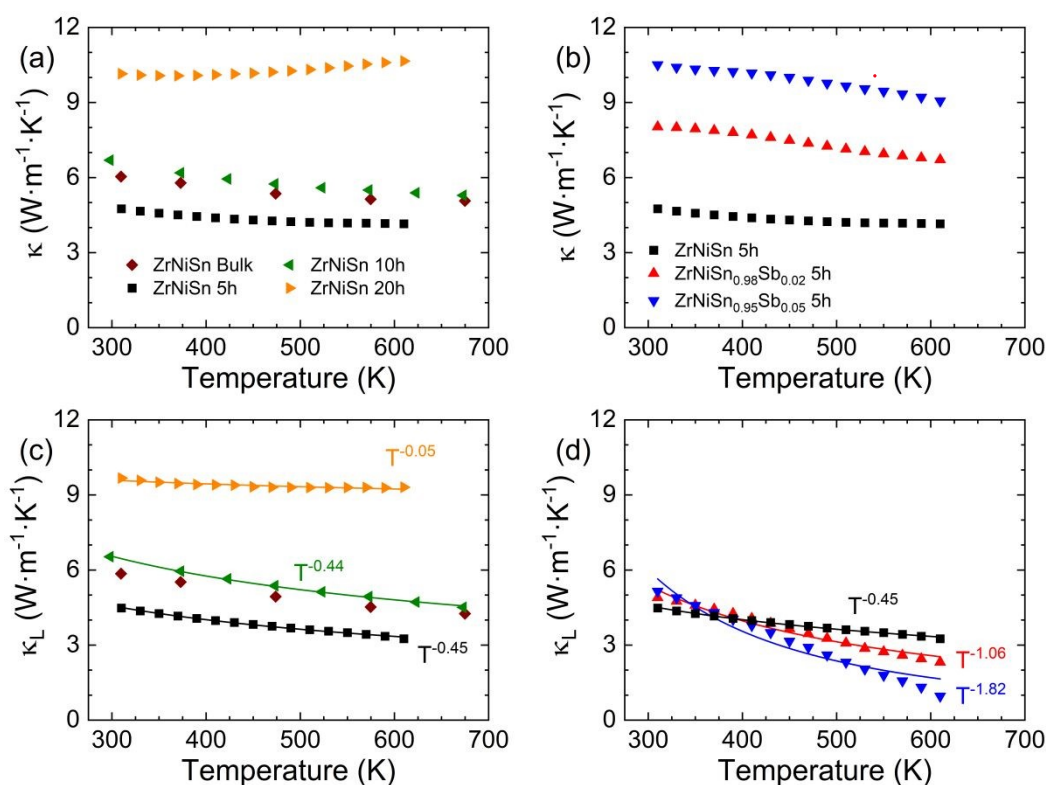 (a)
κ (W·m⁻¹·K⁻¹)
12
9
6
3
0
ZrNiSn Bulk
ZrNiSn 10h
ZrNiSn 5h
ZrNiSn 20h
300 400 500 600 700
Temperature (K)
(b)
κ (W·m⁻¹·K⁻¹)
12
9
6
3
0
ZrNiSn 5h
ZrNiSn₀.₉₈Sb₀.₀₂ 5h
ZrNiSn₀.₉₅Sb₀.₀₅ 5h
300 400 500 600 700
Temperature (K)
(c)
κL (W·m⁻¹·K⁻¹)
12
9
6
3
0
T⁻⁰·⁰⁵
T⁻⁰·⁴⁴
T⁻⁰·⁴⁵
300 400 500 600 700
Temperature (K)
(d)
κL (W·m⁻¹·K⁻¹)
12
9
6
3
0
T⁻⁰·⁴⁵
T⁻¹·⁰⁶
T⁻¹·⁸²
300 400 500 600 700
Temperature (K)